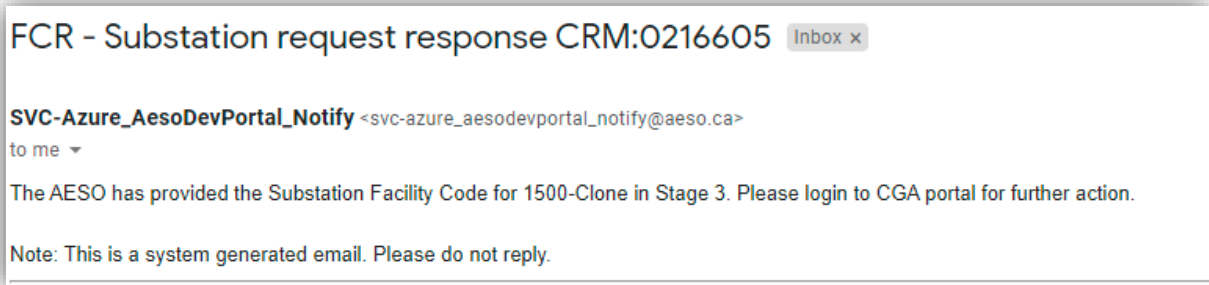 FCR - Substation request response CRM:0216605 Inbox x
SVC-Azure_AesoDevPortal_Notify <svc-azure_aesodevportal_notify@aeso.ca>
to me
The AESO has provided the Substation Facility Code for 1500-Clone in Stage 3. Please login to CGA portal for further action.
Note: This is a system generated email. Please do not reply.